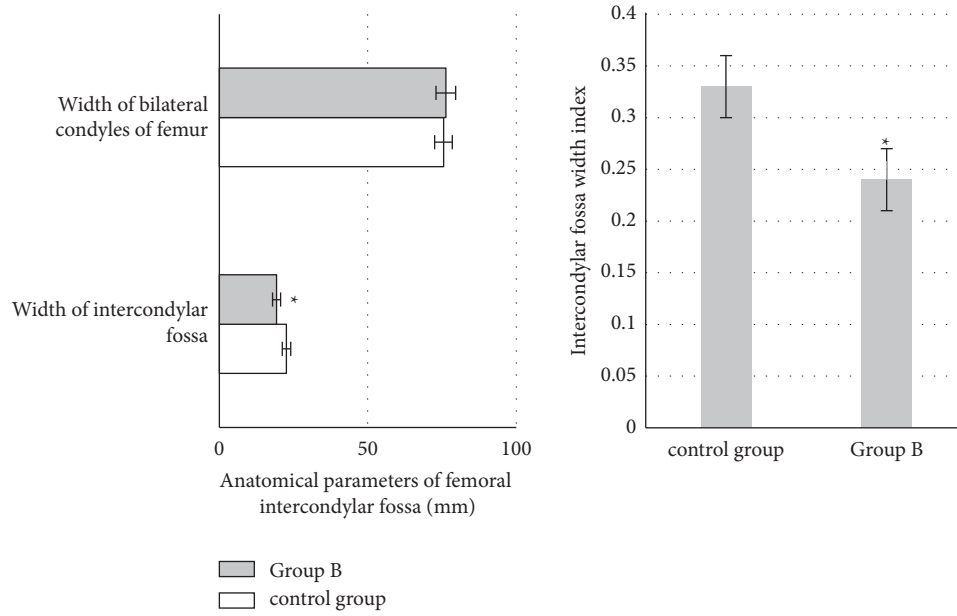 Width of bilateral
condyles of femur
*
Width of intercondylar
fossa
0
50
100
Anatomical parameters of femoral
intercondylar fossa (mm)
Group B
control group
Intercondylar fossa width index
0.4
0.35
0.3
0.25
0.2
0.15
0.1
0.05
0
*
control group
Group B